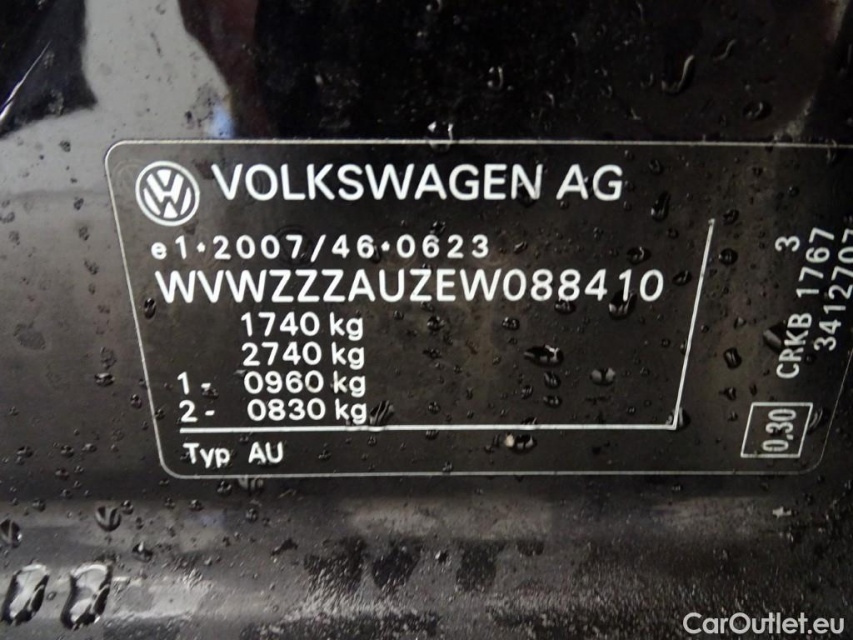 VOLKSWAGEN AG
e1*2007/46*0623
WVWZZZAUZEW088410
1740 kg
2740 kg
1 - 0960 kg
2 - 0830 kg
Typ AU
3
CRKB 1767
3412707
0.30
CarOutlet.eu